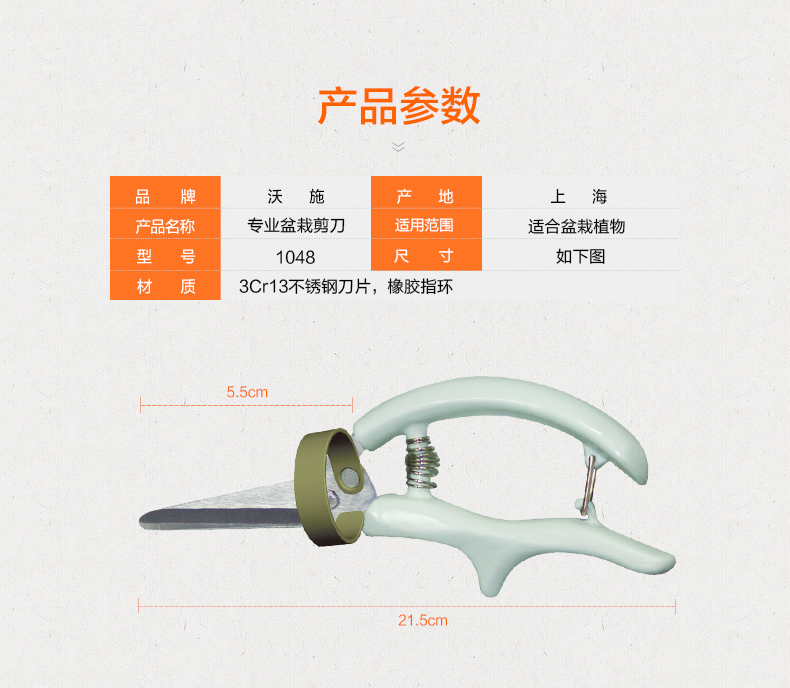 产品参数
品 牌 沃 施 产 地 上 海
产品名称 专业盆栽剪刀 适用范围 适合盆栽植物
型 号 1048 尺 寸 如下图
材 质 3Cr13不锈钢刀片，橡胶指环
5.5cm
21.5cm